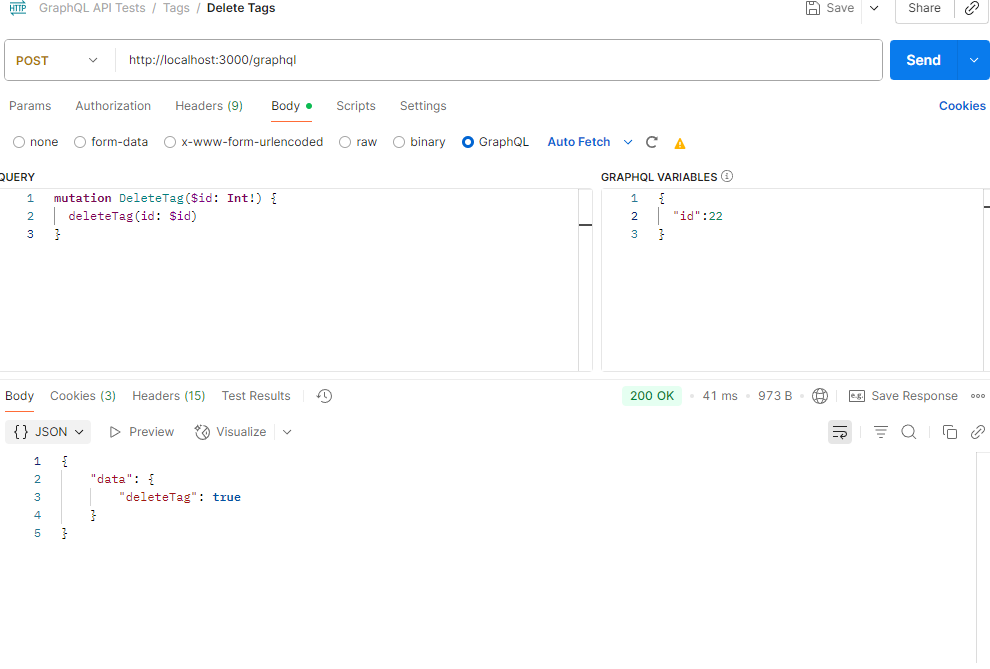 HTTP GraphQL API Tests / Tags / Delete Tags Save Share
POST http://localhost:3000/graphql Send
Params Authorization Headers (9) Body Scripts Settings Cookies
none form-data x-www-form-urlencoded raw binary GraphQL Auto Fetch
QUERY
1 mutation DeleteTag($id: Int!) {
2 deleteTag(id: $id)
3 }
GRAPHQL VARIABLES
1 {
2 "id":22
3 }
Body Cookies (3) Headers (15) Test Results 200 OK • 41 ms • 973 B • e.g. Save Response
{} JSON Preview Visualize
1 {
2 "data": {
3 "deleteTag": true
4 }
5 }